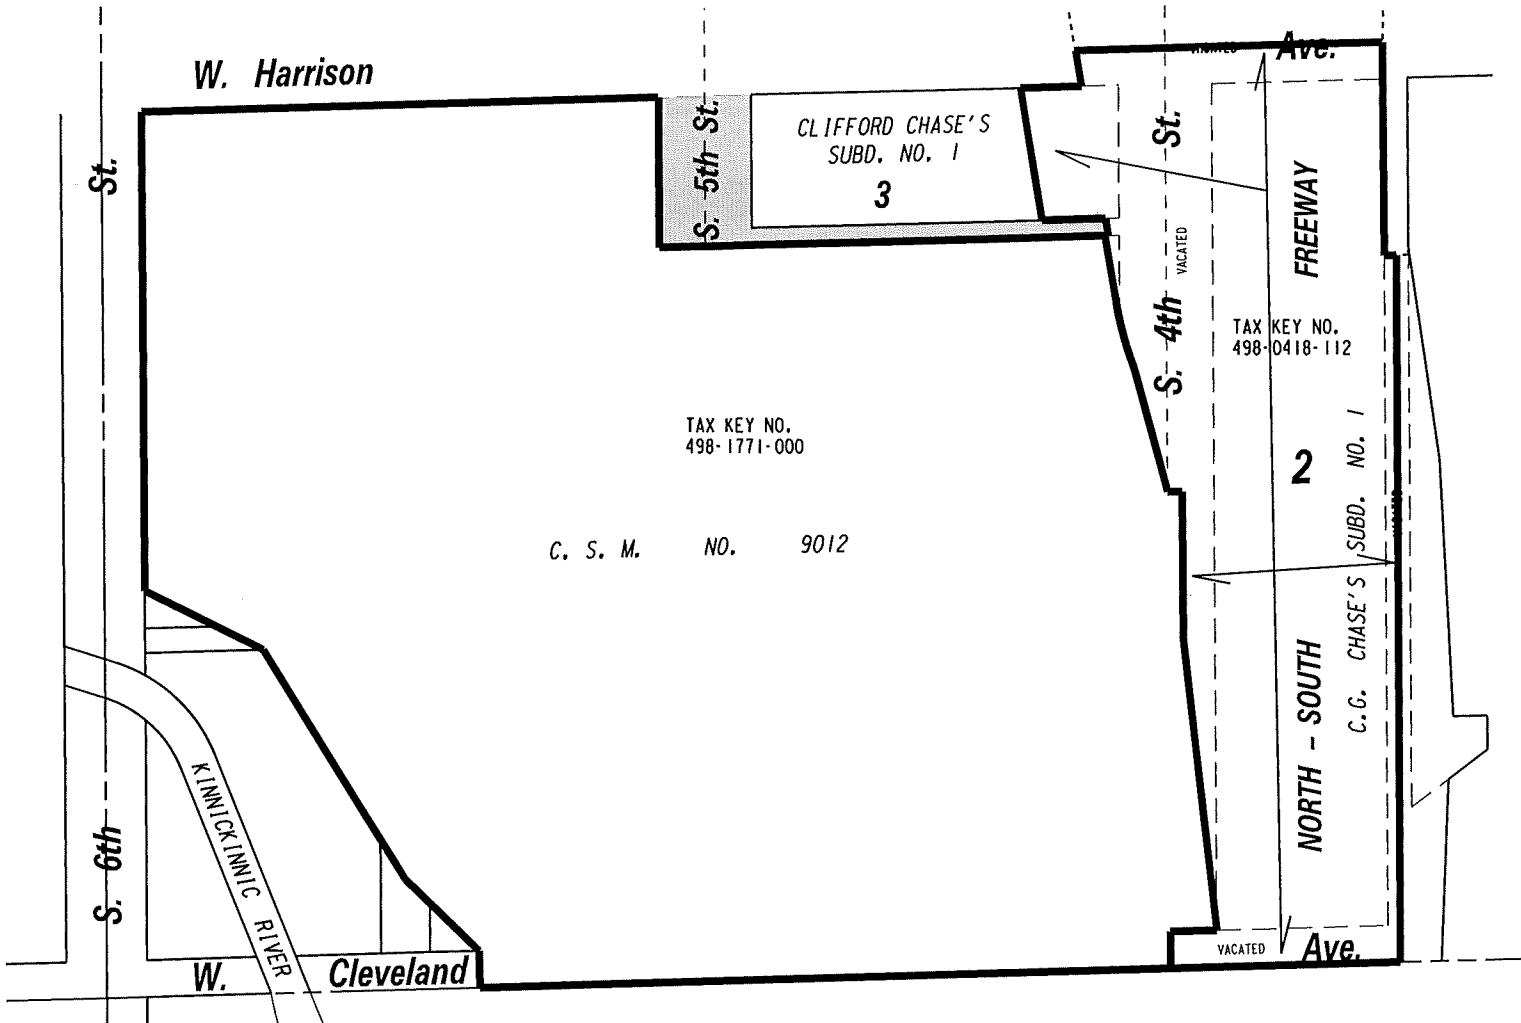 W. Harrison
VACATED Ave.
S. 5th St.
CLIFFORD CHASE'S
SUBD. NO. 1
3
St.
S. 4th St.
VACATED
FREEWAY
TAX KEY NO.
498-0418-112
TAX KEY NO.
498-1771-000
2
C.G. CHASE'S SUBD. NO. 1
VACATED
C. S. M. NO. 9012
NORTH - SOUTH
S. 6th
KINNICKINNIC RIVER
W. Cleveland
VACATED Ave.